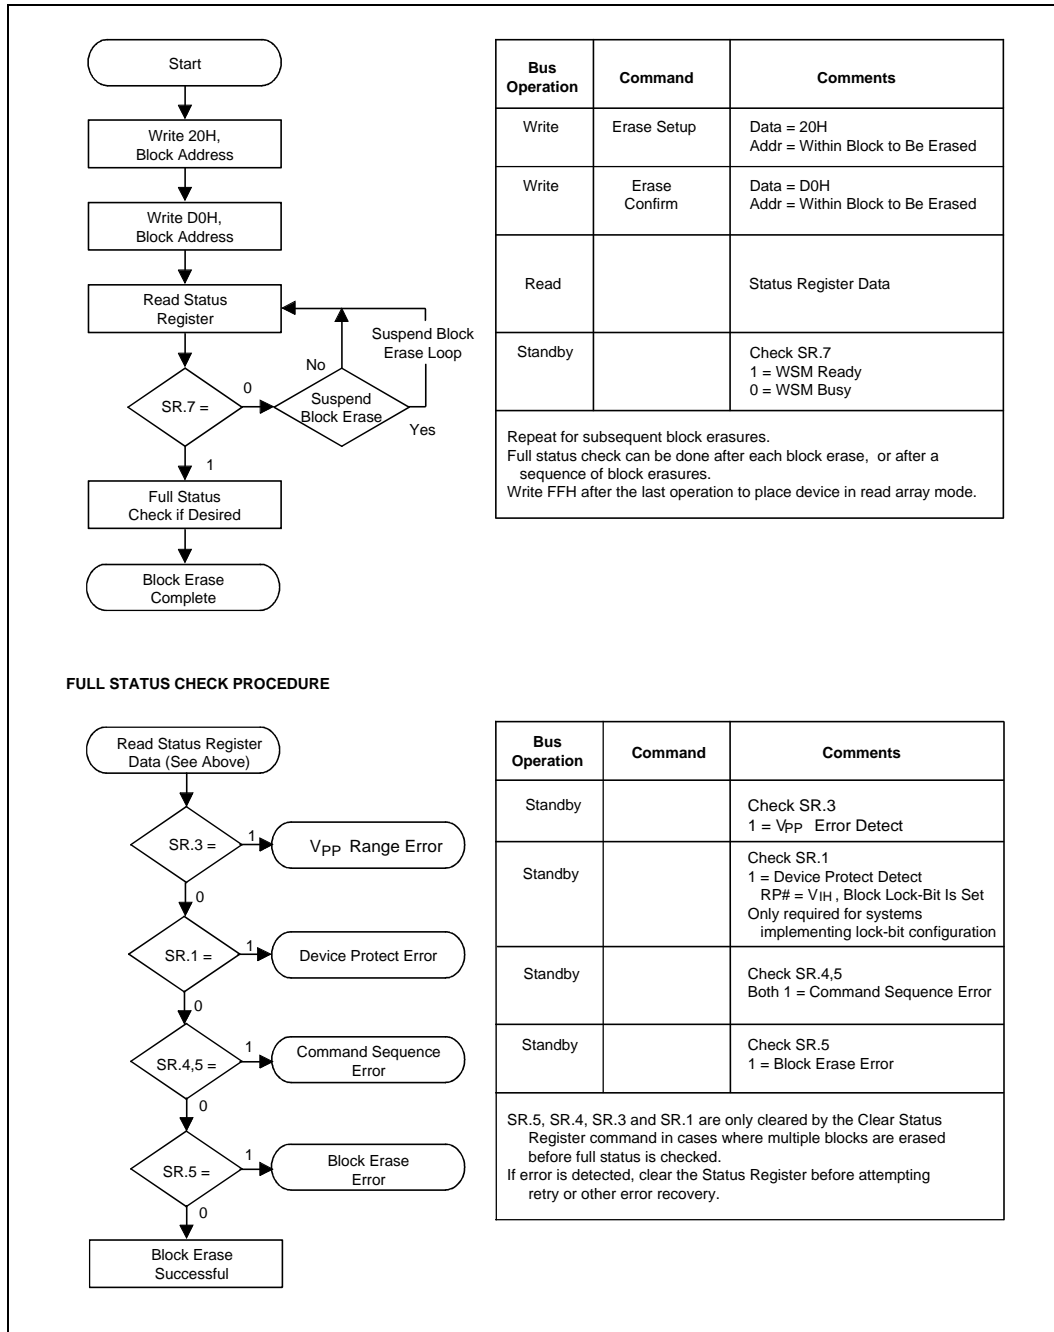 Start
Write 20H,
Block Address
Write D0H,
Block Address
Read Status
Register
Suspend Block
Erase Loop
No
0
SR.7 =
Suspend
Block Erase
Yes
1
Full Status
Check if Desired
Block Erase
Complete
Bus
Operation
Command
Comments
Write
Erase Setup
Data = 20H
Addr = Within Block to Be Erased
Write
Erase
Confirm
Data = D0H
Addr = Within Block to Be Erased
Read
Status Register Data
Standby
Check SR.7
1 = WSM Ready
0 = WSM Busy
Repeat for subsequent block erasures.
Full status check can be done after each block erase, or after a
sequence of block erasures.
Write FFH after the last operation to place device in read array mode.
FULL STATUS CHECK PROCEDURE
Read Status Register
Data (See Above)
SR.3 =
1
VPP Range Error
0
SR.1 =
1
Device Protect Error
0
SR.4,5 =
1
Command Sequence
Error
0
SR.5 =
1
Block Erase
Error
0
Block Erase
Successful
Bus
Operation
Command
Comments
Standby
Check SR.3
1 = VPP Error Detect
Standby
Check SR.1
1 = Device Protect Detect
RP# = VIH, Block Lock-Bit Is Set
Only required for systems
implementing lock-bit configuration
Standby
Check SR.4,5
Both 1 = Command Sequence Error
Standby
Check SR.5
1 = Block Erase Error
SR.5, SR.4, SR.3 and SR.1 are only cleared by the Clear Status
Register command in cases where multiple blocks are erased
before full status is checked.
If error is detected, clear the Status Register before attempting
retry or other error recovery.